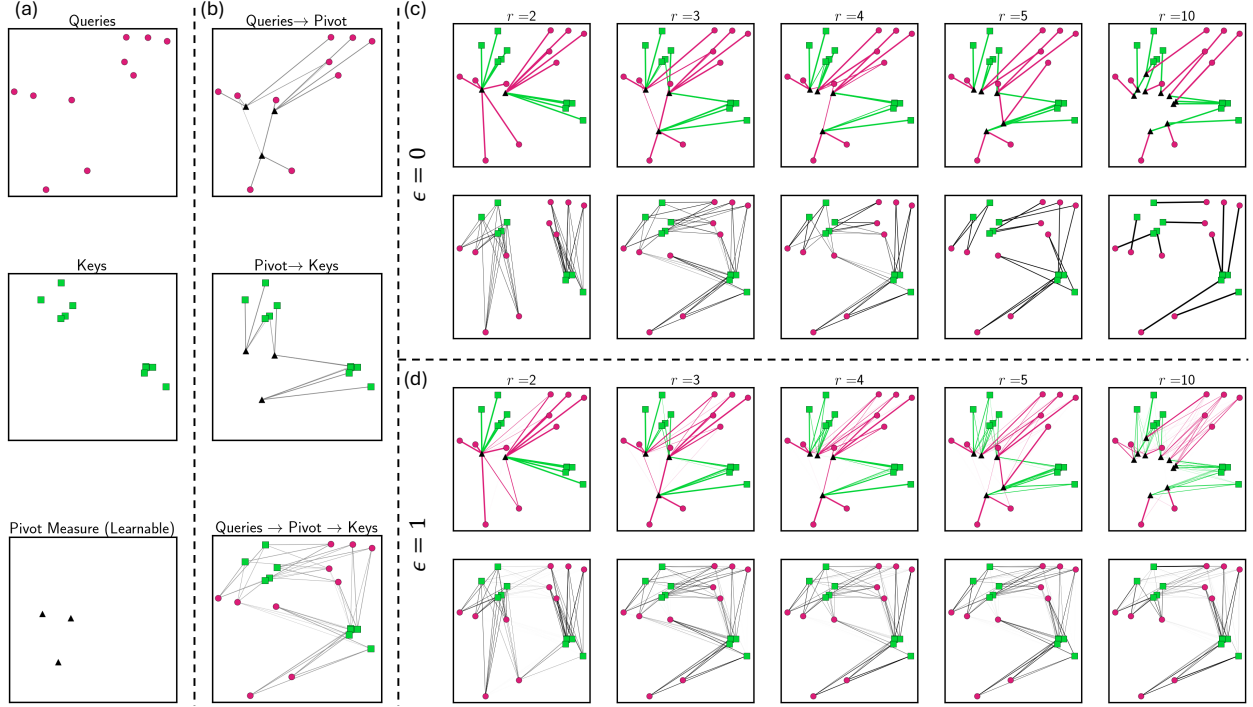 (a)
Queries
Keys
Pivot Measure (Learnable)
(b)
Queries→ Pivot
Pivot→ Keys
Queries → Pivot → Keys
(c)
r =2
r =3
r =4
r =5
r =10
ϵ = 0
(d)
r =2
r =3
r =4
r =5
r =10
ϵ = 1